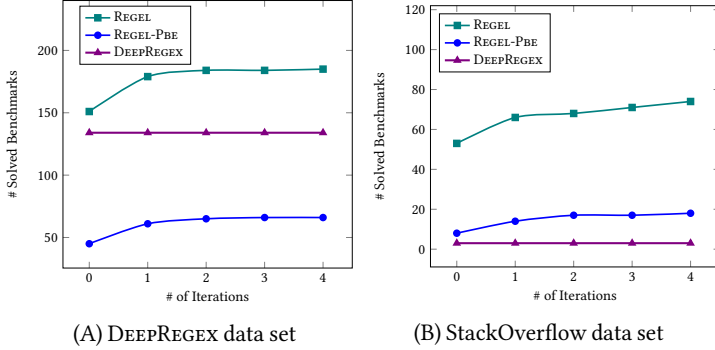 REGEL
REGEL-PBE
DEEPREGEX
200
150
100
50
# Solved Benchmarks
0 1 2 3 4
# of Iterations
(A) DEEPREGEX data set
REGEL
REGEL-PBE
DEEPREGEX
120
100
80
60
40
20
0
# Solved Benchmarks
0 1 2 3 4
# of Iterations
(B) StackOverflow data set